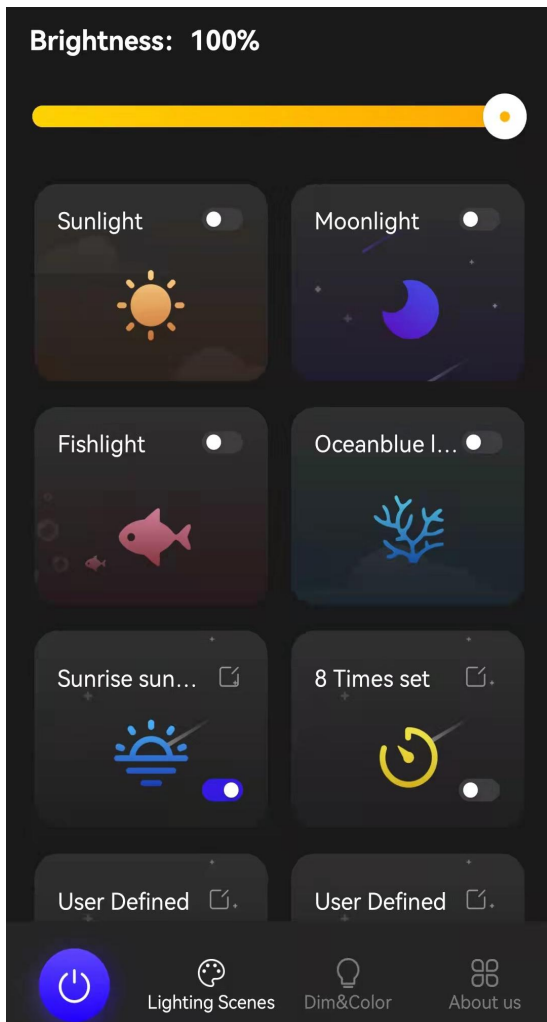 Brightness: 100%
Sunlight
Moonlight
Fishlight
Oceanblue l...
Sunrise sun...
8 Times set
User Defined
User Defined
Lighting Scenes
Dim&Color
About us